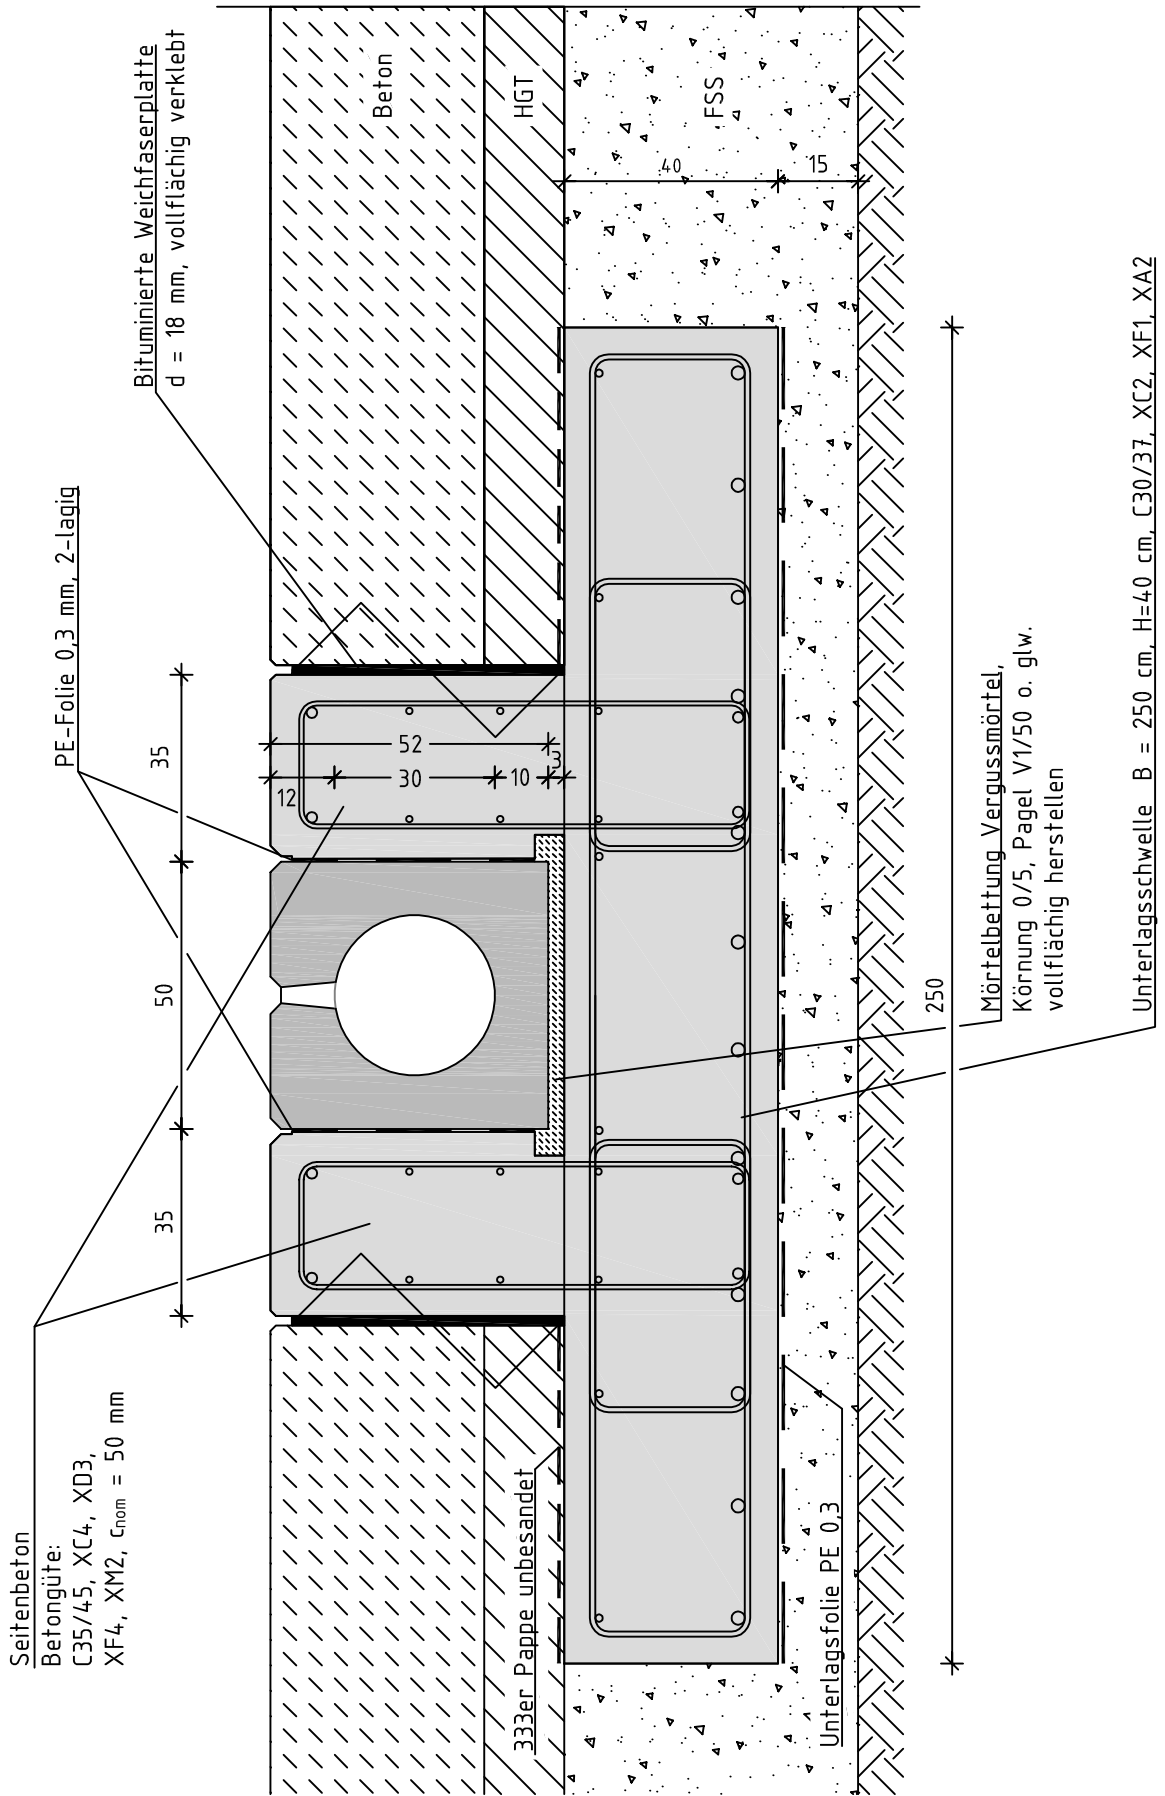 Seitenbeton
Betongüte:
C35/45, XC4, XD3,
XF4, XM2, cnom = 50 mm
PE-Folie 0,3 mm, 2-lagig
Bituminierte Weichfaserplatte
d = 18 mm, vollflächig verklebt
35
50
35
12
52
30
10
3
Beton
HGT
FSS
40
15
333er Pappe unbesandet
Unterlagsfolie PE 0,3
250
Mörtelbettung Vergussmörtel,
Körnung 0/5, Pagel V1/50 o. glw.
vollflächig herstellen
Unterlagsschwelle B = 250 cm, H=40 cm, C30/37, XC2, XF1, XA2